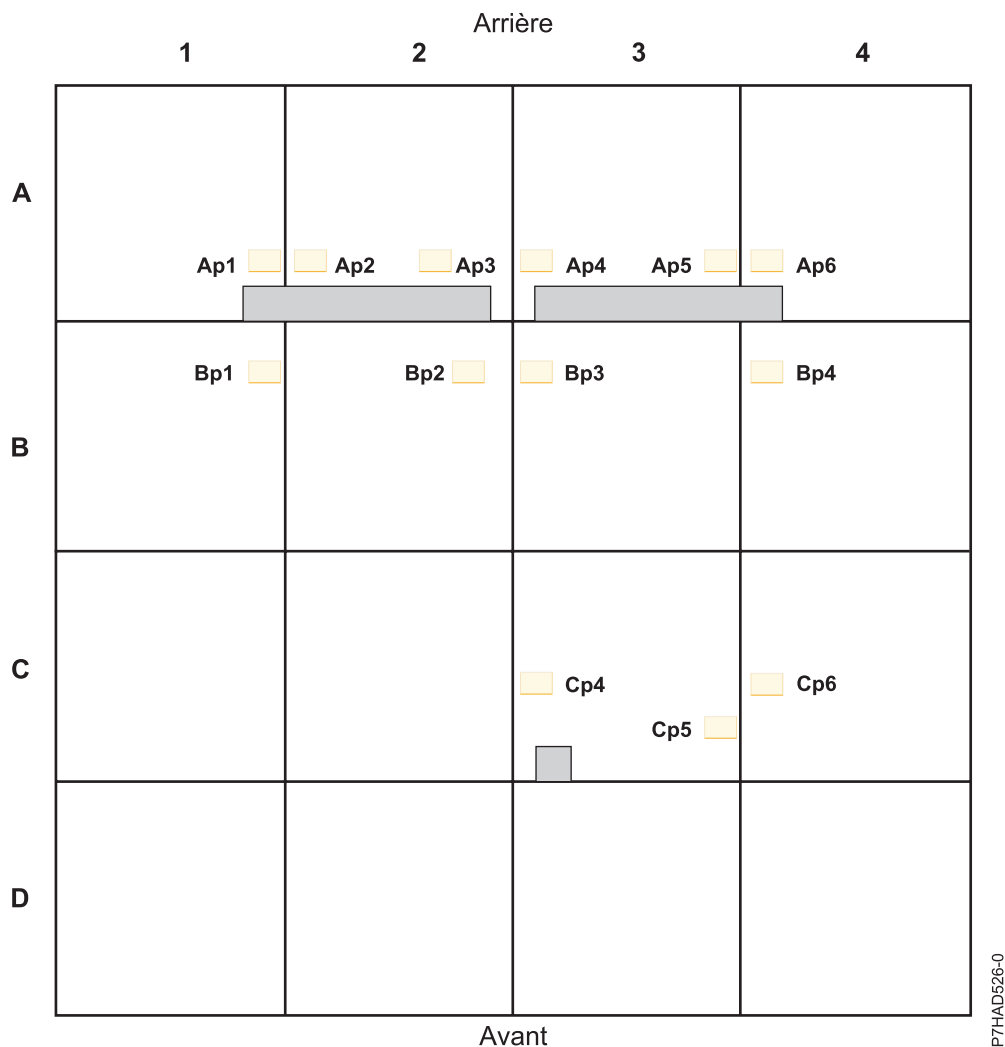 Arrière
1 2 3 4
A
Ap1 Ap2 Ap3 Ap4 Ap5 Ap6
Bp1 Bp2 Bp3 Bp4
B
C
Cp4 Cp6
Cp5
D
Avant
P7HAD526-0